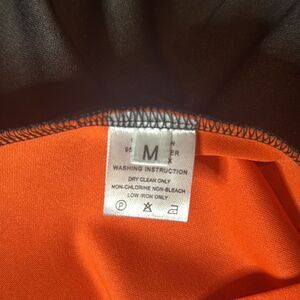 M
WASHING INSTRUCTION
DRY CLEAN ONLY
NON-CHLORINE NON-BLEACH
LOW IRON ONLY
P